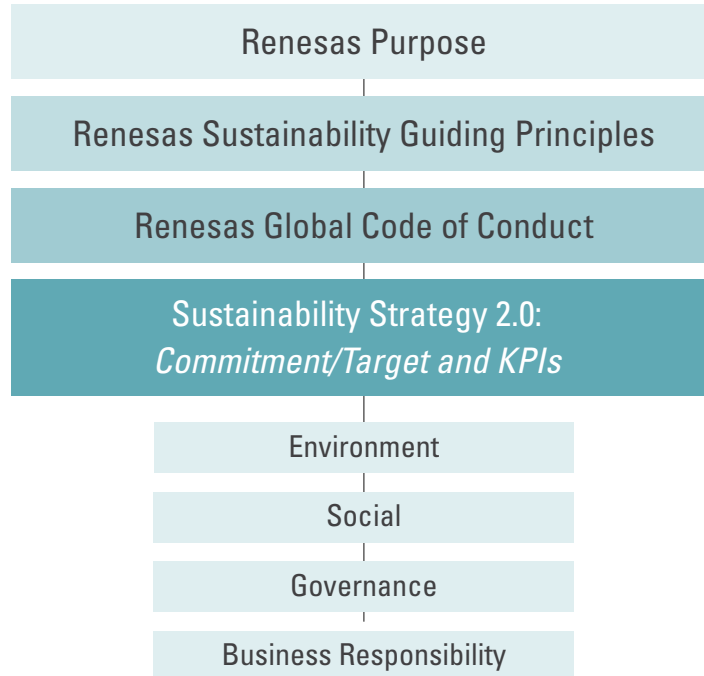 Renesas Purpose
Renesas Sustainability Guiding Principles
Renesas Global Code of Conduct
Sustainability Strategy 2.0:
Commitment/Target and KPIs
Environment
Social
Governance
Business Responsibility